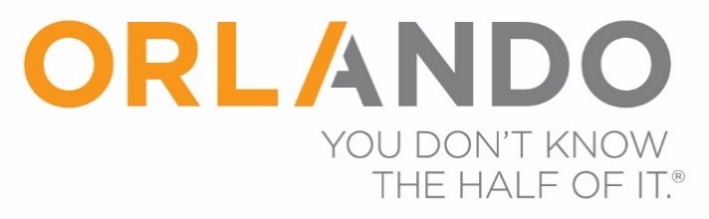 ORLANDO
YOU DON'T KNOW
THE HALF OF IT.®